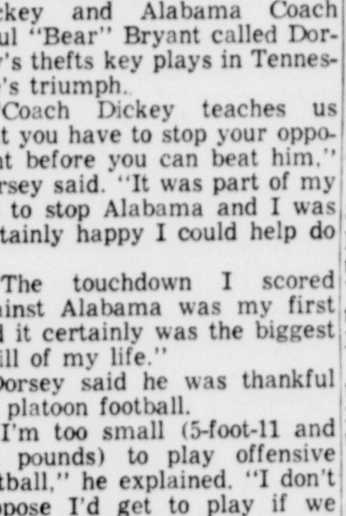 ckey and Alabama Coach
ul "Bear" Bryant called Dor-
y's thefts key plays in Tennes-
's triumph.
"Coach Dickey teaches us
t you have to stop your oppo-
nt before you can beat him,"
rsey said. "It was part of my
to stop Alabama and I was
tainly happy I could help do
"The touchdown I scored
ainst Alabama was my first
d it certainly was the biggest
ill of my life."
Dorsey said he was thankful
platoon football.
"I'm too small (5-foot-11 and
pounds) to play offensive
tball," he explained. "I don't
ppose I'd get to play if we